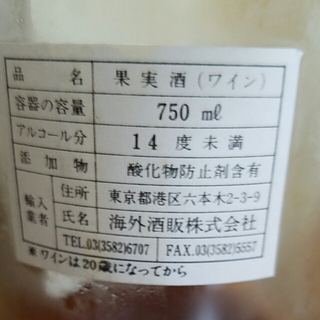 品名 果実酒(ワイン)
容器の容量 750 ml
アルコール分 14度未満
添加物 酸化物防止剤含有
輸入業者 住所 東京都港区六本木2-3-9
氏名 海外酒販株式会社
TEL.03(3582)6707 FAX.03(3582)5557
※ワインは20歳になってから